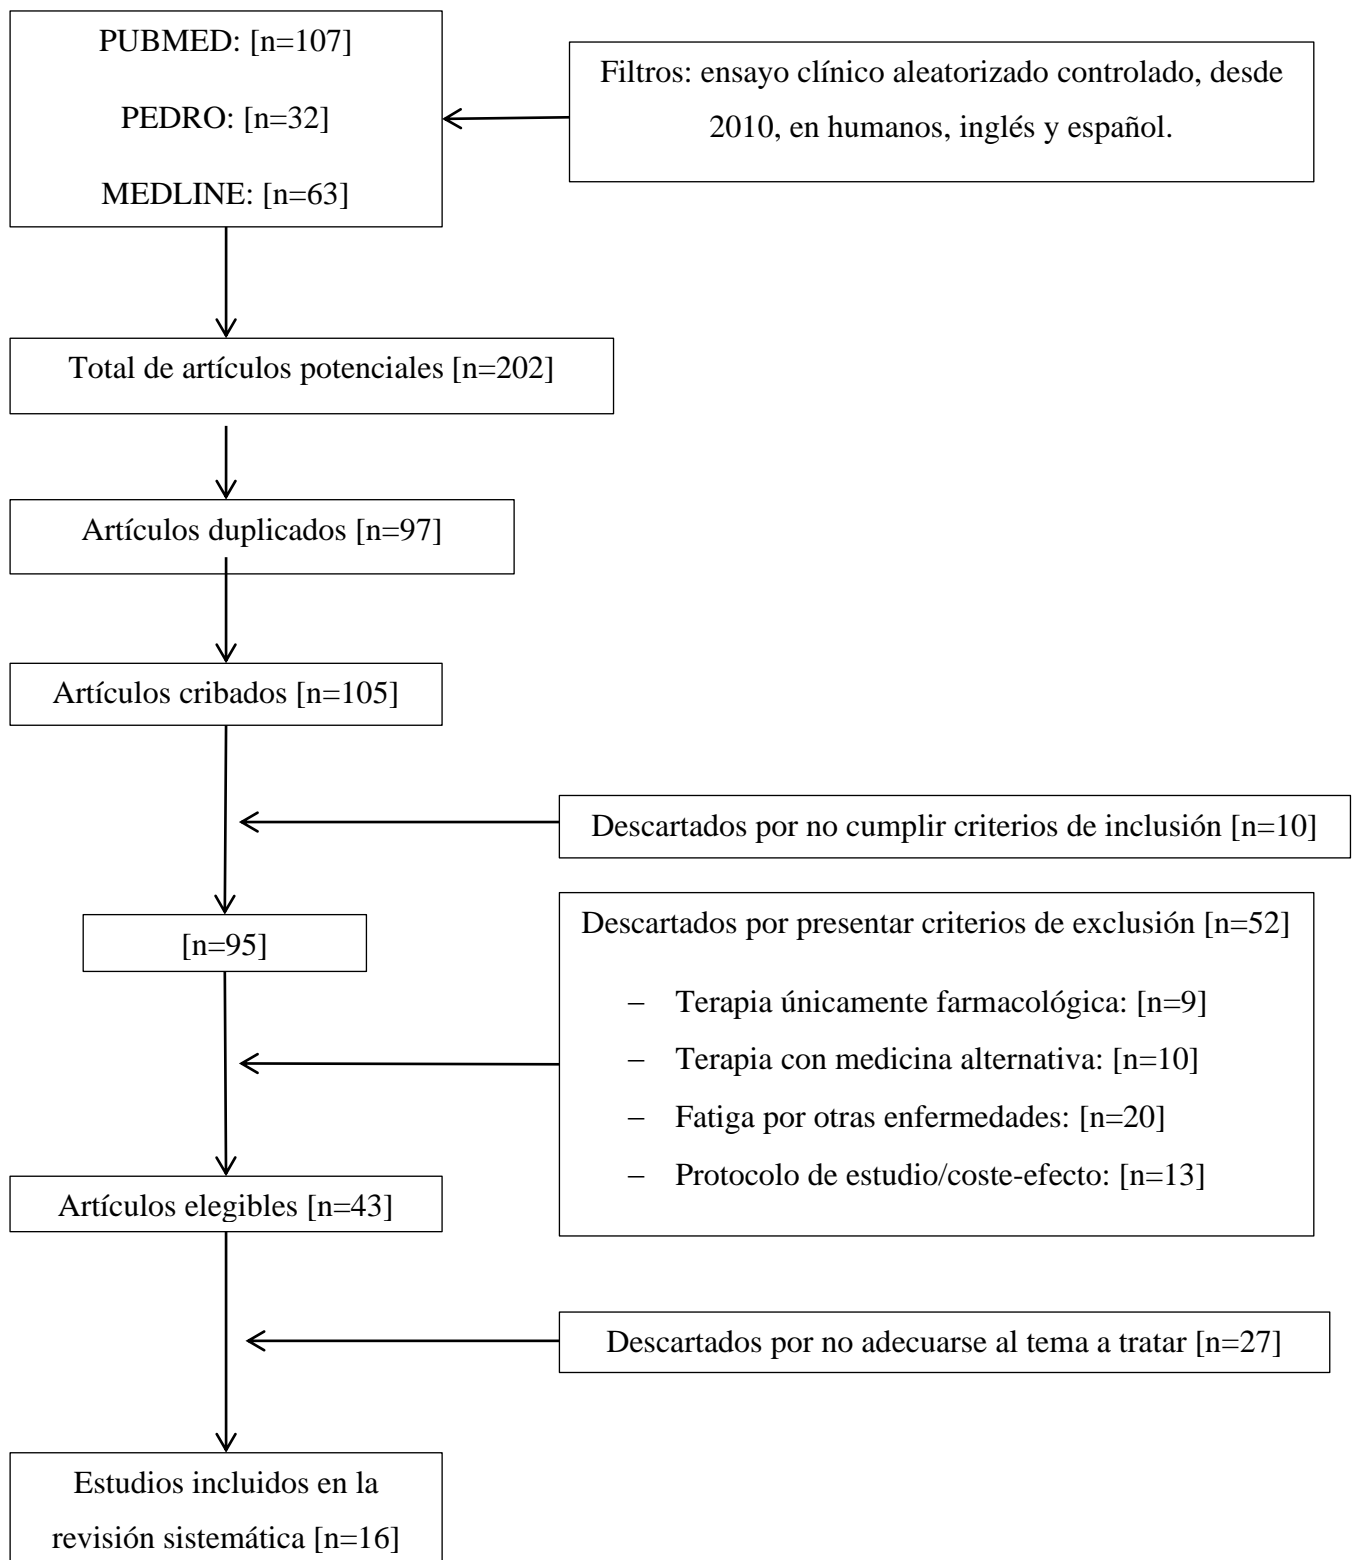 PUBMED: [n=107]
PEDRO: [n=32]
MEDLINE: [n=63]
Filtros: ensayo clínico aleatorizado controlado, desde
2010, en humanos, inglés y español.
Total de artículos potenciales [n=202]
Artículos duplicados [n=97]
Artículos cribados [n=105]
Descartados por no cumplir criterios de inclusión [n=10]
[n=95]
Descartados por presentar criterios de exclusión [n=52]
− Terapia únicamente farmacológica: [n=9]
− Terapia con medicina alternativa: [n=10]
− Fatiga por otras enfermedades: [n=20]
− Protocolo de estudio/coste-efecto: [n=13]
Artículos elegibles [n=43]
Descartados por no adecuarse al tema a tratar [n=27]
Estudios incluidos en la
revisión sistemática [n=16]